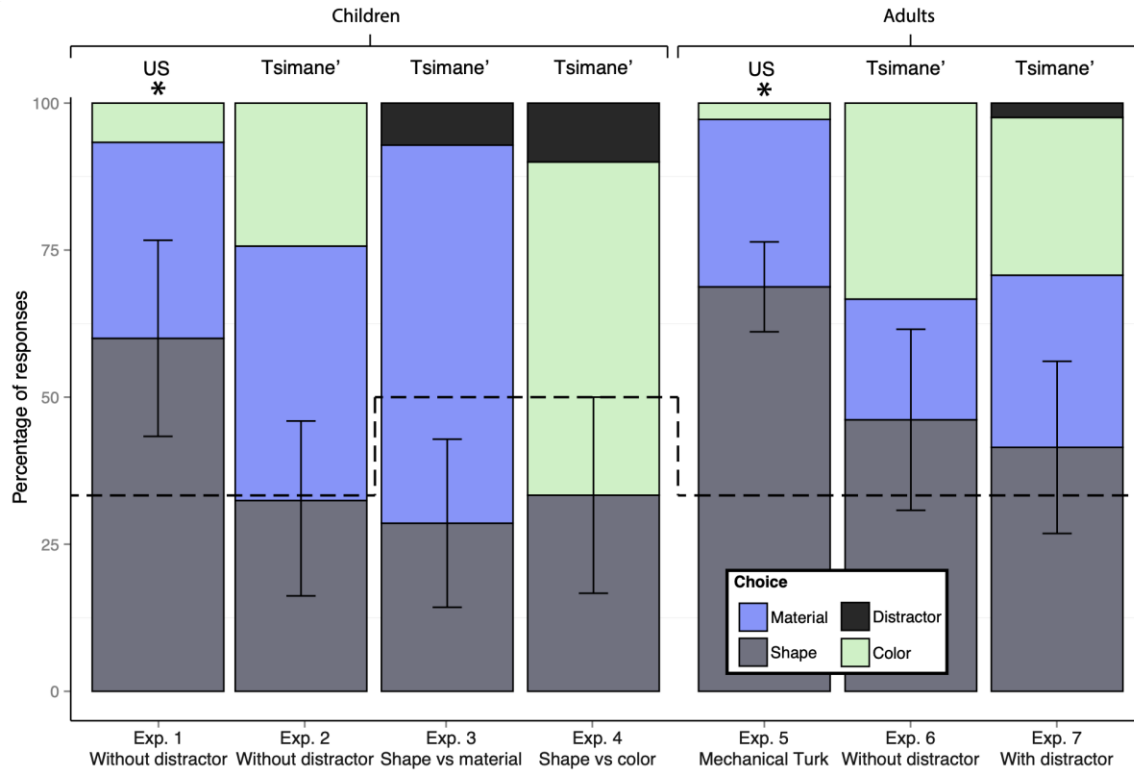 Children
Adults
US
Tsimane’
Tsimane’
Tsimane’
US
Tsimane’
Tsimane’
*
*
100
75
50
25
0
Percentage of responses
Choice
Material
Distractor
Shape
Color
Exp. 1
Without distractor
Exp. 2
Without distractor
Exp. 3
Shape vs material
Exp. 4
Shape vs color
Exp. 5
Mechanical Turk
Exp. 6
Without distractor
Exp. 7
With distractor